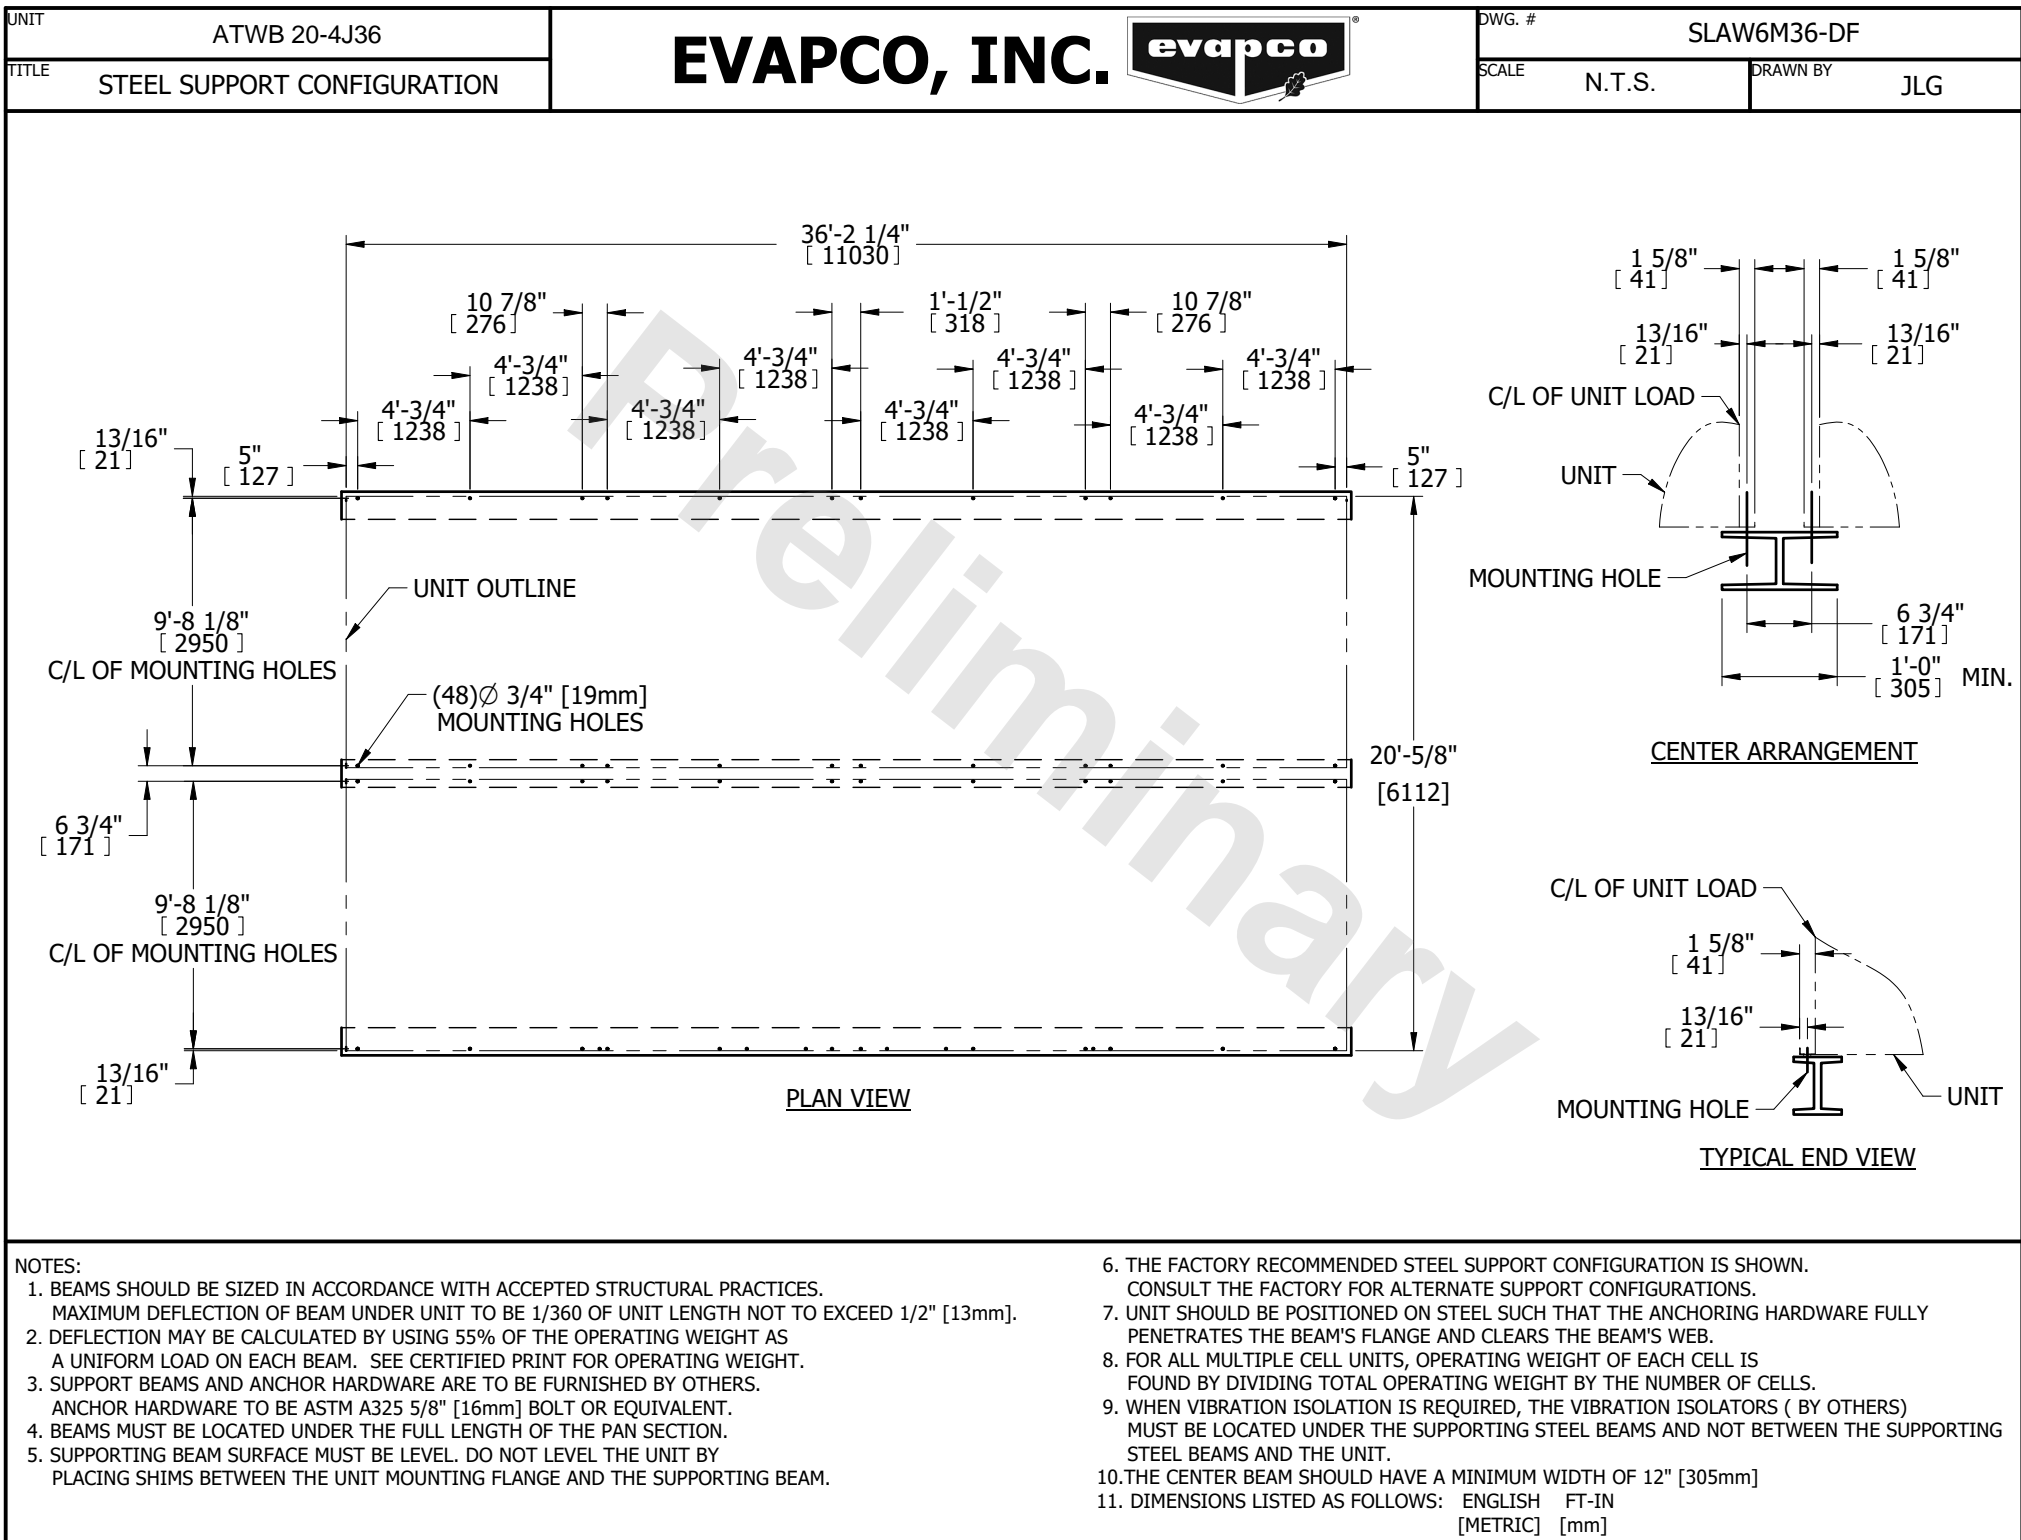 UNIT
ATWB 20-4J36
TITLE
STEEL SUPPORT CONFIGURATION
EVAPCO, INC.
evapco
®
DWG. #
SLAW6M36-DF
SCALE
N.T.S.
DRAWN BY
JLG
36'-2 1/4"
[ 11030 ]
10 7/8"
[ 276 ]
1'-1/2"
[ 318 ]
10 7/8"
[ 276 ]
4'-3/4"
[ 1238 ]
4'-3/4"
[ 1238 ]
4'-3/4"
[ 1238 ]
4'-3/4"
[ 1238 ]
4'-3/4"
[ 1238 ]
4'-3/4"
[ 1238 ]
4'-3/4"
[ 1238 ]
4'-3/4"
[ 1238 ]
13/16"
[ 21 ]
5"
[ 127 ]
5"
[ 127 ]
UNIT OUTLINE
9'-8 1/8"
[ 2950 ]
C/L OF MOUNTING HOLES
(48)Ø 3/4" [19mm]
MOUNTING HOLES
20'-5/8"
[6112]
6 3/4"
[ 171 ]
9'-8 1/8"
[ 2950 ]
C/L OF MOUNTING HOLES
13/16"
[ 21 ]
PLAN VIEW
Preliminary
1 5/8"
[ 41 ]
1 5/8"
[ 41 ]
13/16"
[ 21 ]
13/16"
[ 21 ]
C/L OF UNIT LOAD
UNIT
MOUNTING HOLE
6 3/4"
[ 171 ]
1'-0"
[ 305 ]
MIN.
CENTER ARRANGEMENT
C/L OF UNIT LOAD
1 5/8"
[ 41 ]
13/16"
[ 21 ]
MOUNTING HOLE
UNIT
TYPICAL END VIEW
NOTES:
1. BEAMS SHOULD BE SIZED IN ACCORDANCE WITH ACCEPTED STRUCTURAL PRACTICES.
MAXIMUM DEFLECTION OF BEAM UNDER UNIT TO BE 1/360 OF UNIT LENGTH NOT TO EXCEED 1/2" [13mm].
2. DEFLECTION MAY BE CALCULATED BY USING 55% OF THE OPERATING WEIGHT AS
A UNIFORM LOAD ON EACH BEAM. SEE CERTIFIED PRINT FOR OPERATING WEIGHT.
3. SUPPORT BEAMS AND ANCHOR HARDWARE ARE TO BE FURNISHED BY OTHERS.
ANCHOR HARDWARE TO BE ASTM A325 5/8" [16mm] BOLT OR EQUIVALENT.
4. BEAMS MUST BE LOCATED UNDER THE FULL LENGTH OF THE PAN SECTION.
5. SUPPORTING BEAM SURFACE MUST BE LEVEL. DO NOT LEVEL THE UNIT BY
PLACING SHIMS BETWEEN THE UNIT MOUNTING FLANGE AND THE SUPPORTING BEAM.
6. THE FACTORY RECOMMENDED STEEL SUPPORT CONFIGURATION IS SHOWN.
CONSULT THE FACTORY FOR ALTERNATE SUPPORT CONFIGURATIONS.
7. UNIT SHOULD BE POSITIONED ON STEEL SUCH THAT THE ANCHORING HARDWARE FULLY
PENETRATES THE BEAM'S FLANGE AND CLEARS THE BEAM'S WEB.
8. FOR ALL MULTIPLE CELL UNITS, OPERATING WEIGHT OF EACH CELL IS
FOUND BY DIVIDING TOTAL OPERATING WEIGHT BY THE NUMBER OF CELLS.
9. WHEN VIBRATION ISOLATION IS REQUIRED, THE VIBRATION ISOLATORS ( BY OTHERS)
MUST BE LOCATED UNDER THE SUPPORTING STEEL BEAMS AND NOT BETWEEN THE SUPPORTING
STEEL BEAMS AND THE UNIT.
10.THE CENTER BEAM SHOULD HAVE A MINIMUM WIDTH OF 12" [305mm]
11. DIMENSIONS LISTED AS FOLLOWS: ENGLISH FT-IN
[METRIC] [mm]